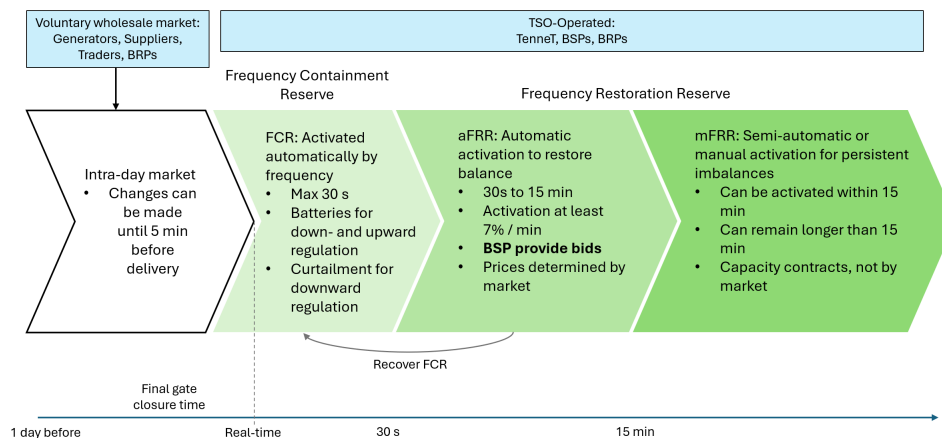 Voluntary wholesale market:
Generators, Suppliers,
Traders, BRPs
TSO-Operated:
TenneT, BSPs, BRPs
Frequency Containment
Reserve
Frequency Restoration Reserve
Intra-day market
• Changes can
be made
until 5 min
before
delivery
FCR: Activated
automatically by
frequency
• Max 30 s
• Batteries for
down- and upward
regulation
• Curtailment for
downward
regulation
aFRR: Automatic
activation to restore
balance
• 30s to 15 min
• Activation at least
7% / min
• BSP provide bids
• Prices determined by
market
mFRR: Semi-automatic or
manual activation for persistent
imbalances
• Can be activated within 15
min
• Can remain longer than 15
min
• Capacity contracts, not by
market
Recover FCR
Final gate
closure time
1 day before
Real-time
30 s
15 min